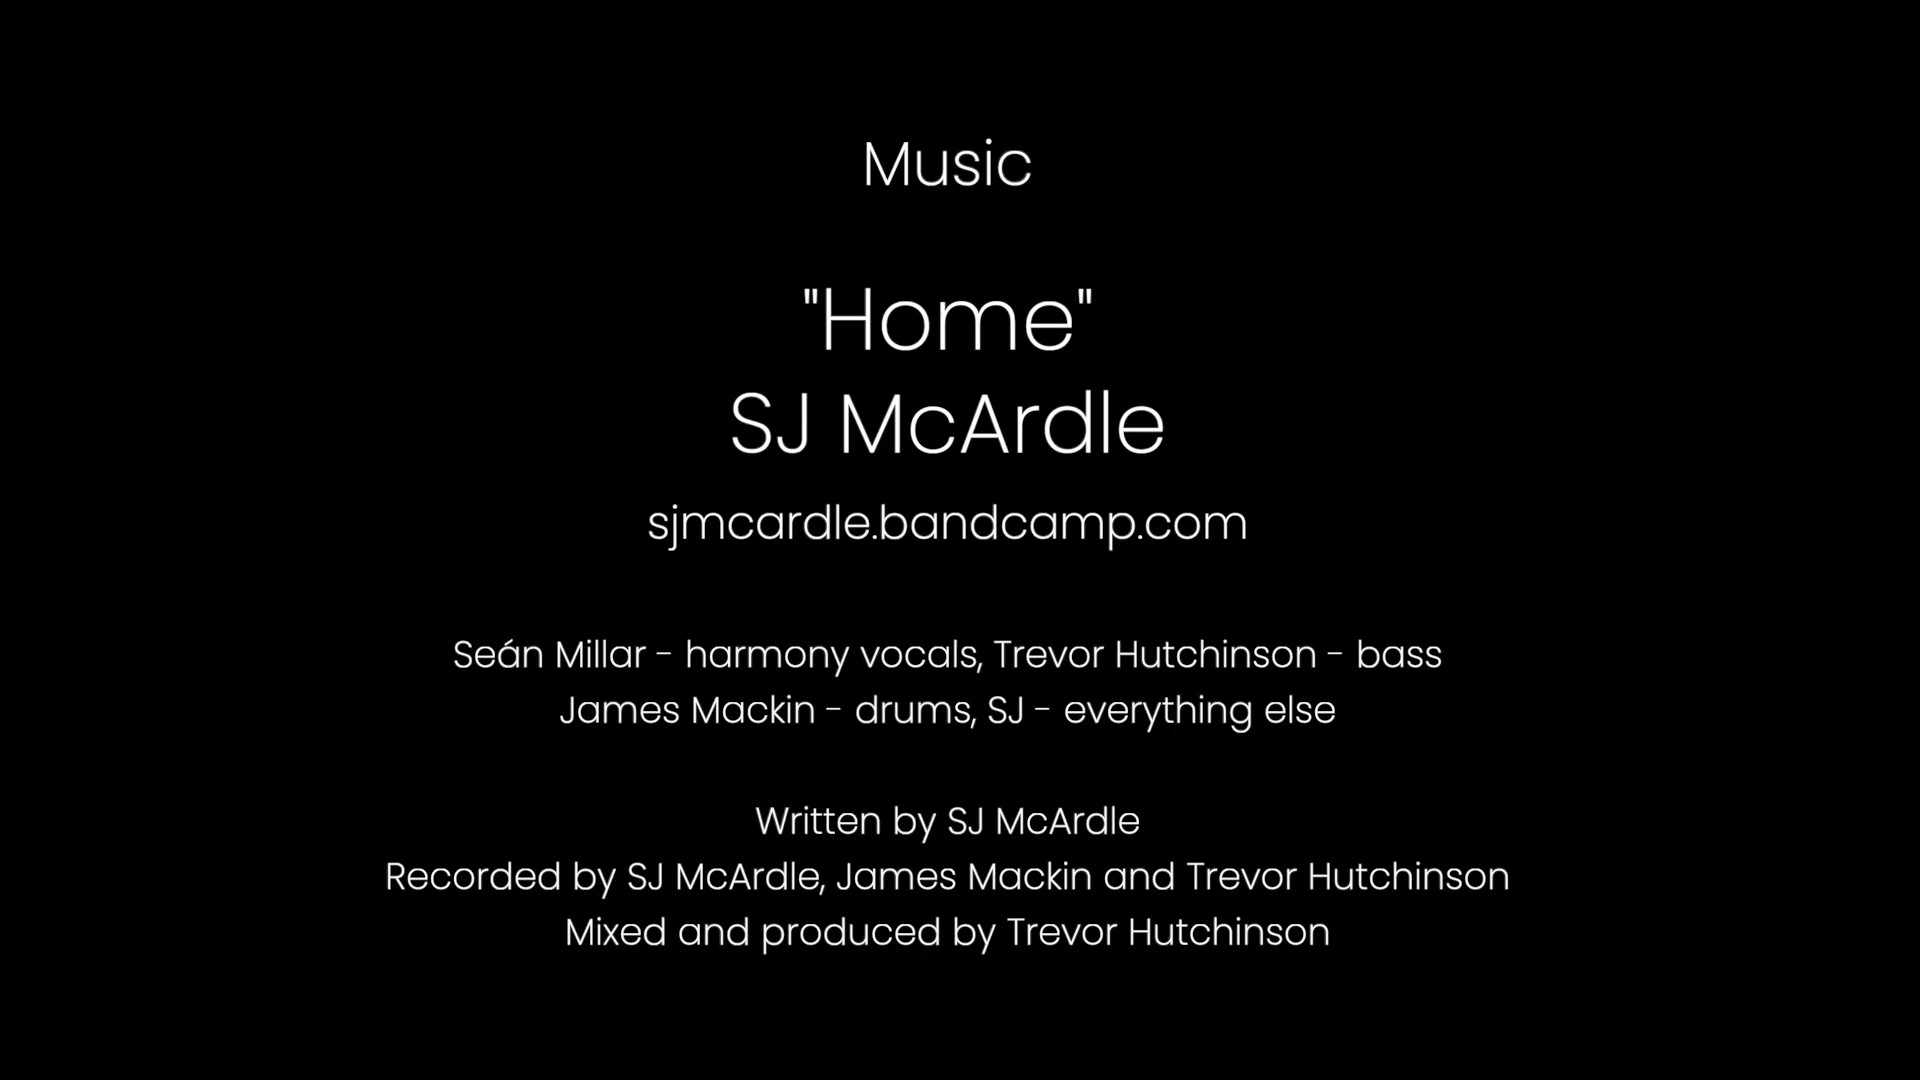 Music
"Home"
SJ McArdle
sjmcardle.bandcamp.com
Seán Millar - harmony vocals, Trevor Hutchinson - bass
James Mackin - drums, SJ - everything else
Written by SJ McArdle
Recorded by SJ McArdle, James Mackin and Trevor Hutchinson
Mixed and produced by Trevor Hutchinson